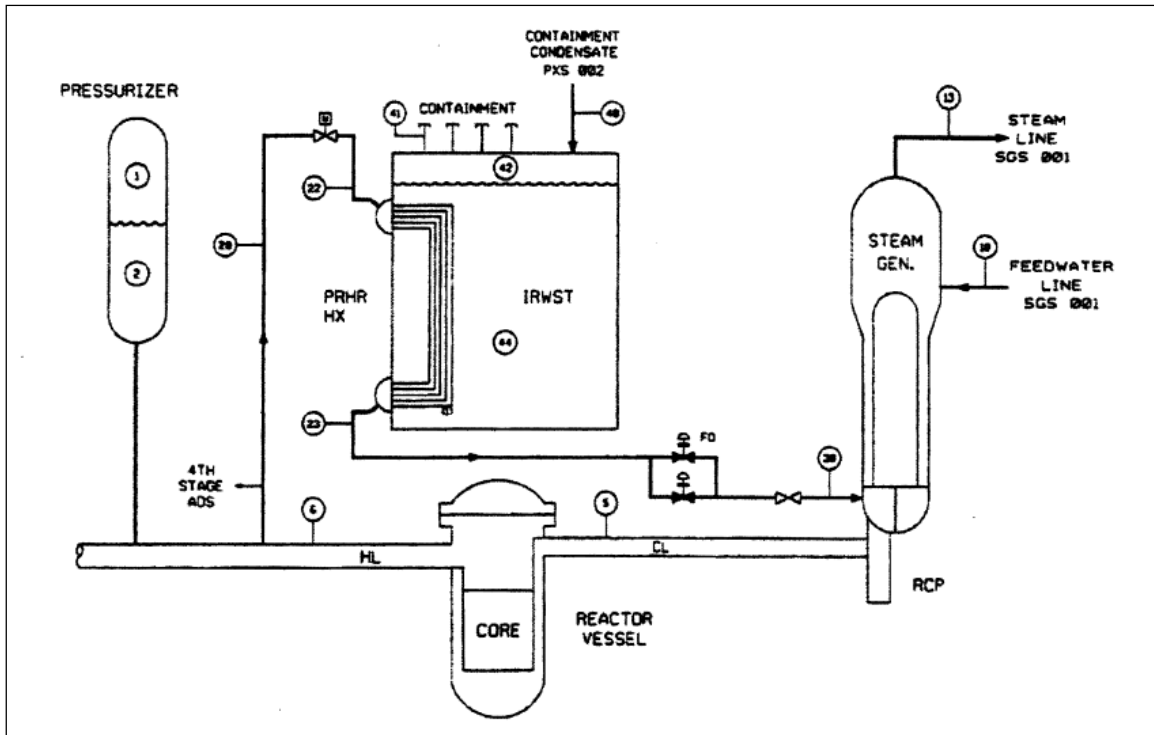 CONTAINMENT
CONDENSATE
PXS 002
PRESSURIZER
41
CONTAINMENT
13
STEAM
LINE
SGS 001
42
1
22
STEAM
GEN.
2
FEEDWATER
LINE
SGS 001
PRHR
HX
IRWST
44
23
FO
4TH
STAGE
ADS
6
5
HL
CL
RCP
CORE
REACTOR
VESSEL